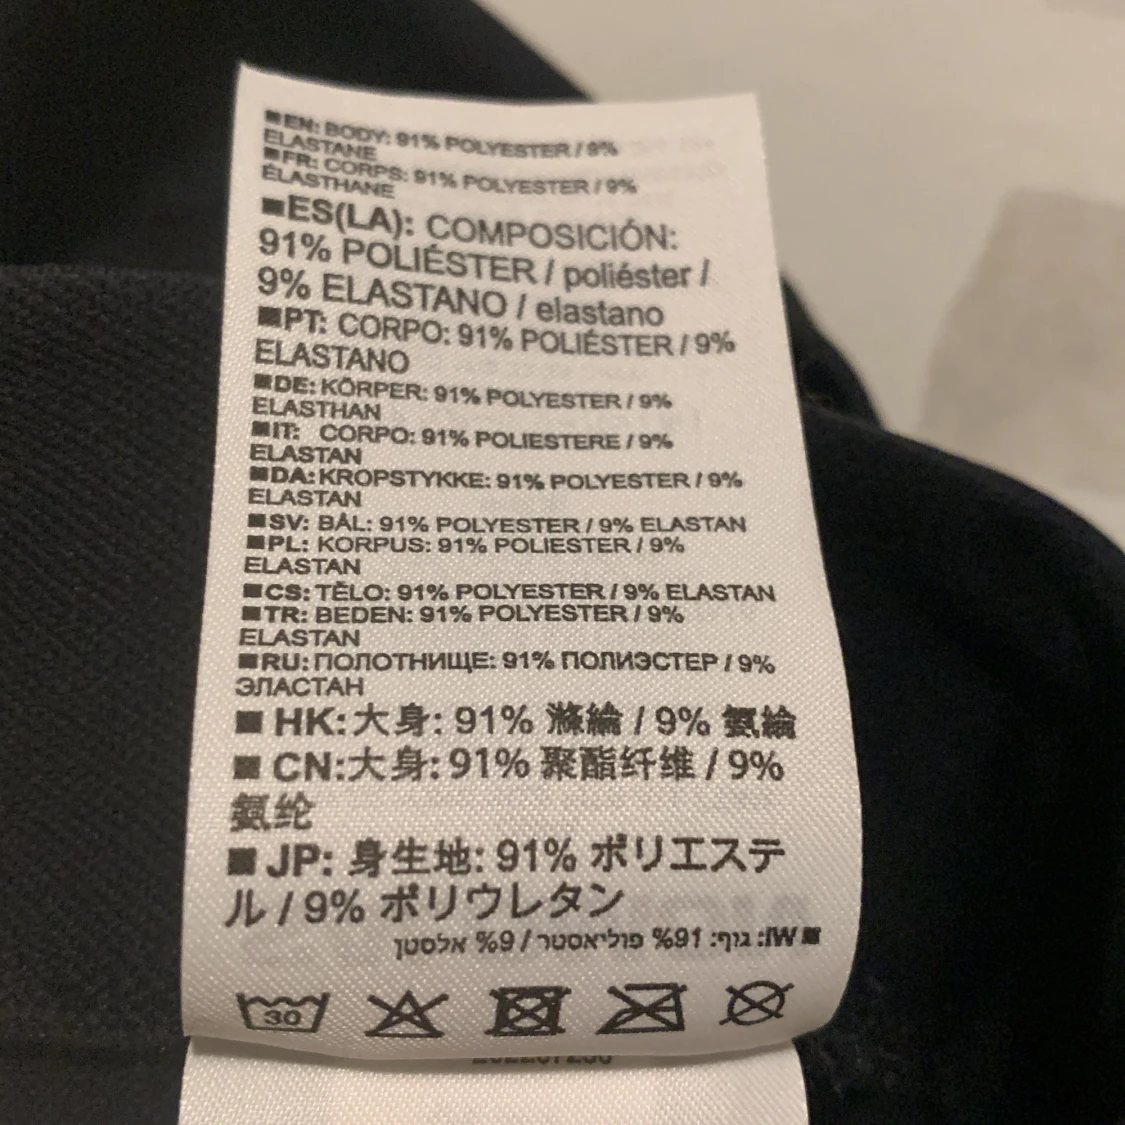 ■EN: BODY: 91% POLYESTER / 9%
ELASTANE
■FR: CORPS: 91% POLYESTER / 9%
ÉLASTHANE
■ES(LA): COMPOSICIÓN:
91% POLIÉSTER / poliéster /
9% ELASTANO / elastano
■PT: CORPO: 91% POLIÉSTER / 9%
ELASTANO
■DE: KÖRPER: 91% POLYESTER / 9%
ELASTHAN
■IT: CORPO: 91% POLIESTERE / 9%
ELASTAN
■DA: KROPSTYKKE: 91% POLYESTER / 9%
ELASTAN
■SV: BÅL: 91% POLYESTER / 9% ELASTAN
■PL: KORPUS: 91% POLIESTER / 9%
ELASTAN
■CS: TĚLO: 91% POLYESTER / 9% ELASTAN
■TR: BEDEN: 91% POLYESTER / 9%
ELASTAN
■RU: ПОЛОТНИЩЕ: 91% ПОЛИЭСТЕР / 9%
ЭЛАСТАН
■ HK: 大身: 91% 滌綸 / 9% 氨綸
■ CN: 大身: 91% 聚酯纤维 / 9%
氨纶
■ JP: 身生地: 91% ポリエステ
ル / 9% ポリウレタン
■IW: גוף: 91% פוליאסטר / 9% אלסטן
30